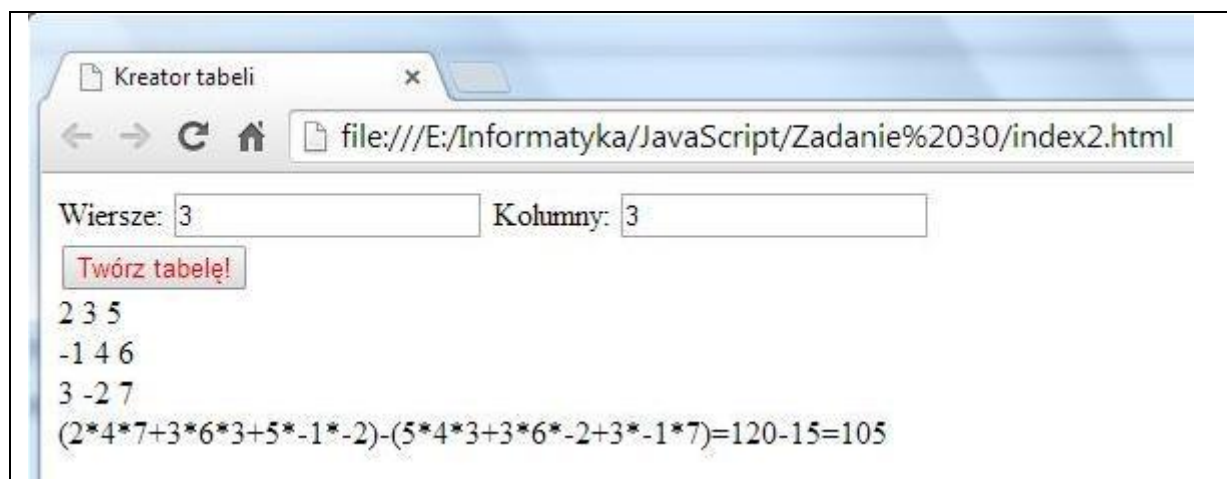 Kreator tabeli
file:///E:/Informatyka/JavaScript/Zadanie%2030/index2.html
Wiersze: 3 Kolumny: 3
Twórz tabelę!
2 3 5
-1 4 6
3 -2 7
(2*4*7+3*6*3+5*-1*-2)-(5*4*3+3*6*-2+3*-1*7)=120-15=105